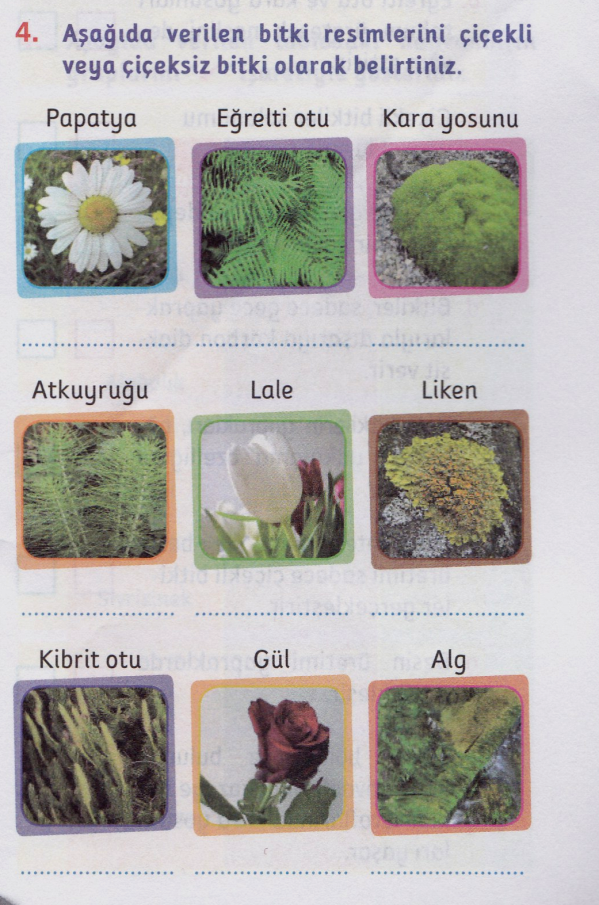 4. Aşağıda verilen bitki resimlerini çiçekli
veya çiçeksiz bitki olarak belirtiniz.
Papatya Eğrelti otu Kara yosunu
Atkuyruğu Lale Liken
Kibrit otu Gül Alg